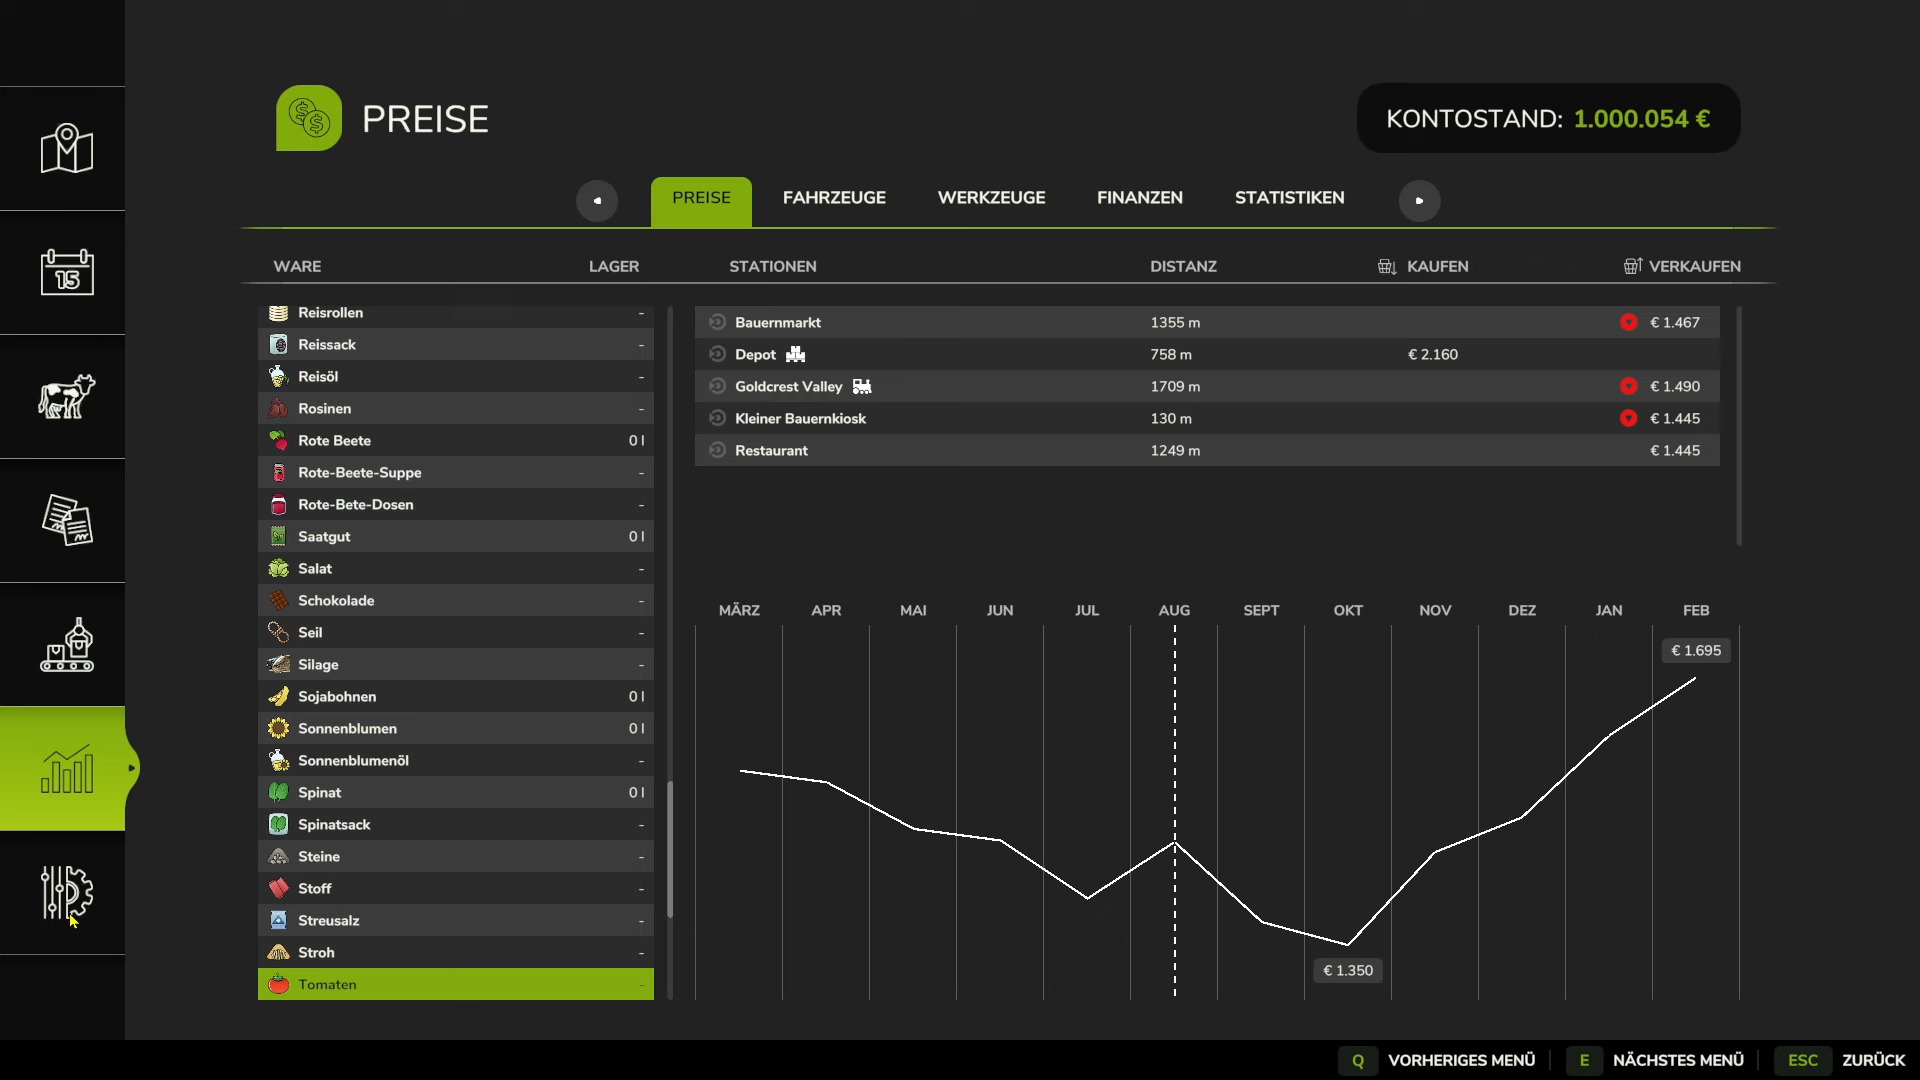 PREISE
KONTOSTAND: 1.000.054 €
PREISE FAHRZEUGE WERKZEUGE FINANZEN STATISTIKEN
WARE LAGER STATIONEN DISTANZ KAUFEN VERKAUFEN
15
Reisrollen -
Reissack -
Reisöl -
Rosinen -
Rote Beete 0 l
Rote-Beete-Suppe -
Rote-Bete-Dosen -
Saatgut 0 l
Salat -
Schokolade -
Seil -
Silage -
Sojabohnen 0 l
Sonnenblumen 0 l
Sonnenblumenöl -
Spinat 0 l
Spinatsack -
Steine -
Stoff -
Streusalz -
Stroh -
Tomaten -
Bauernmarkt 1355 m € 1.467
Depot 758 m € 2.160
Goldcrest Valley 1709 m € 1.490
Kleiner Bauernkiosk 130 m € 1.445
Restaurant 1249 m € 1.445
MÄRZ APR MAI JUN JUL AUG SEPT OKT NOV DEZ JAN FEB
€ 1.695
€ 1.350
Q VORHERIGES MENÜ E NÄCHSTES MENÜ ESC ZURÜCK